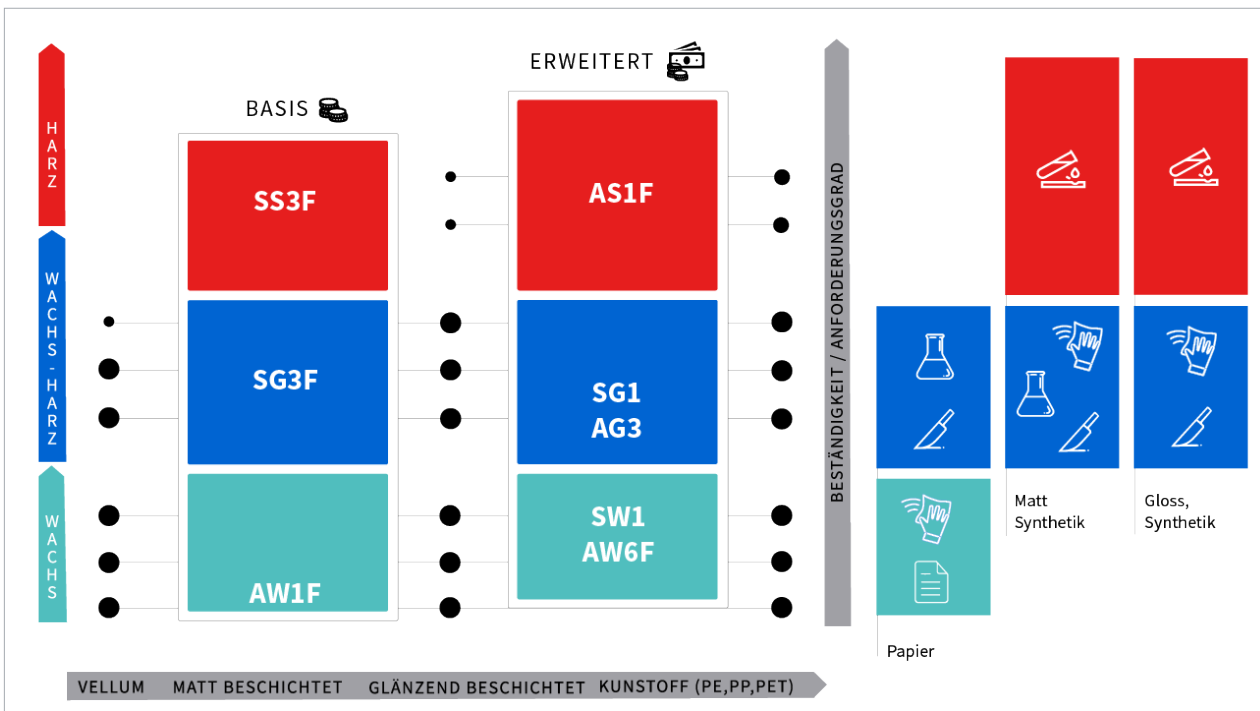 ERWEITERT
BASIS
HARZ
WACHS-HARZ
WACHS
SS3F
SG3F
AW1F
AS1F
SG1
AG3
SW1
AW6F
BESTÄNDIGKEIT / ANFORDERUNGSGRAD
Matt
Synthetik
Gloss,
Synthetik
Papier
VELLUM MATT BESCHICHTET GLÄNZEND BESCHICHTET KUNSTOFF (PE,PP,PET)